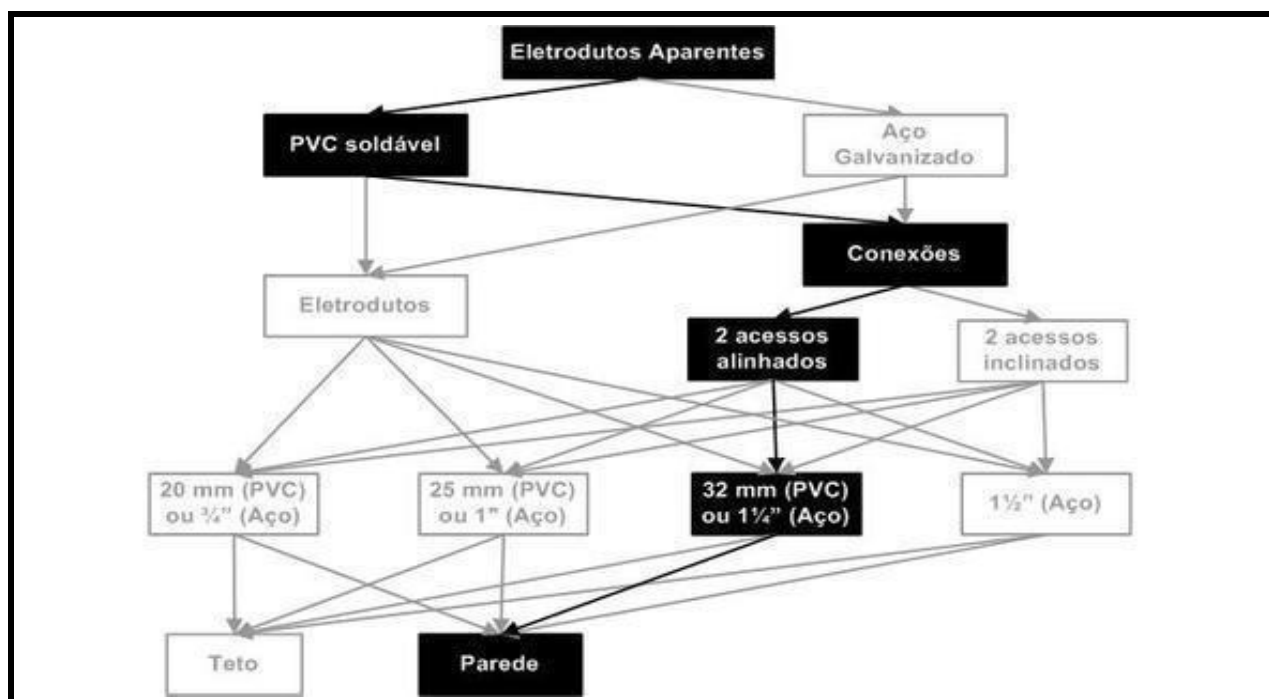 Eletrodutos Aparentes
PVC soldável
Aço
Galvanizado
Conexões
Eletrodutos
2 acessos
alinhados
2 acessos
inclinados
20 mm (PVC)
ou ¾” (Aço)
25 mm (PVC)
ou 1” (Aço)
32 mm (PVC)
ou 1¼” (Aço)
1½” (Aço)
Teto
Parede